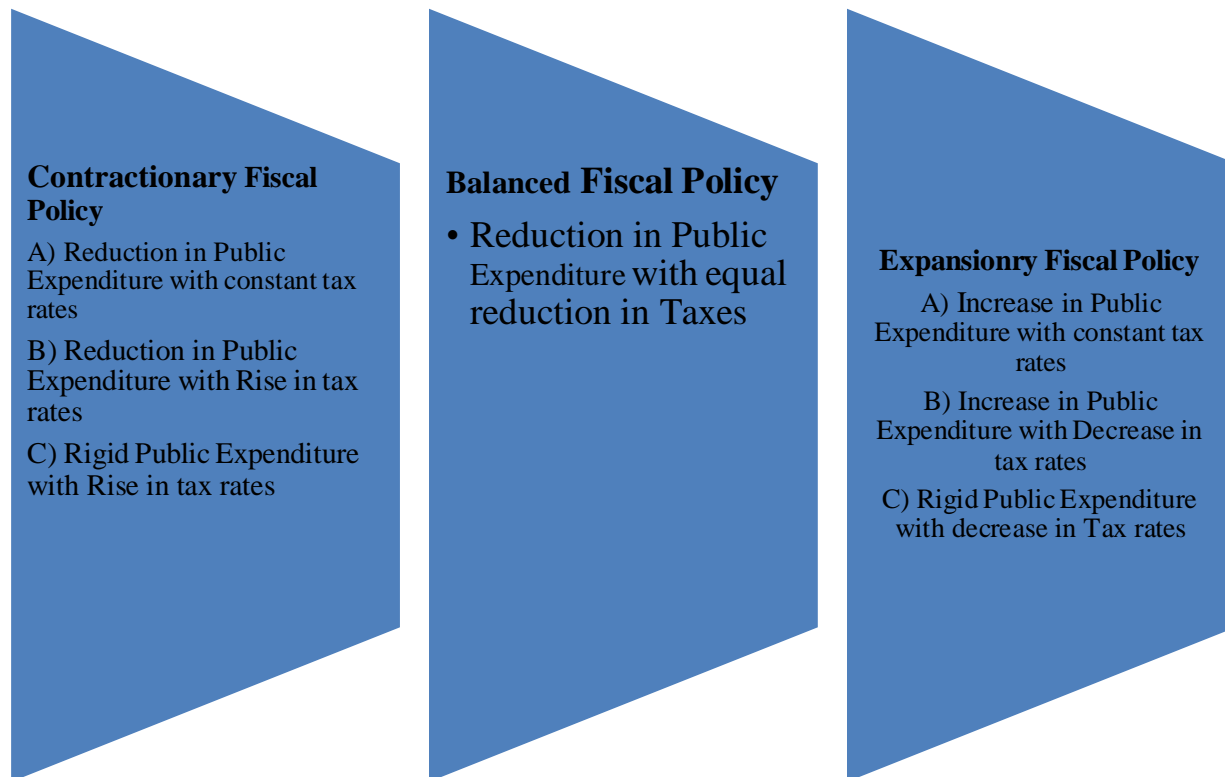 Contractionary Fiscal
Policy
A) Reduction in Public
Expenditure with constant tax
rates
B) Reduction in Public
Expenditure with Rise in tax
rates
C) Rigid Public Expenditure
with Rise in tax rates
Balanced Fiscal Policy
• Reduction in Public
Expenditure with equal
reduction in Taxes
Expansionry Fiscal Policy
A) Increase in Public
Expenditure with constant tax
rates
B) Increase in Public
Expenditure with Decrease in
tax rates
C) Rigid Public Expenditure
with decrease in Tax rates